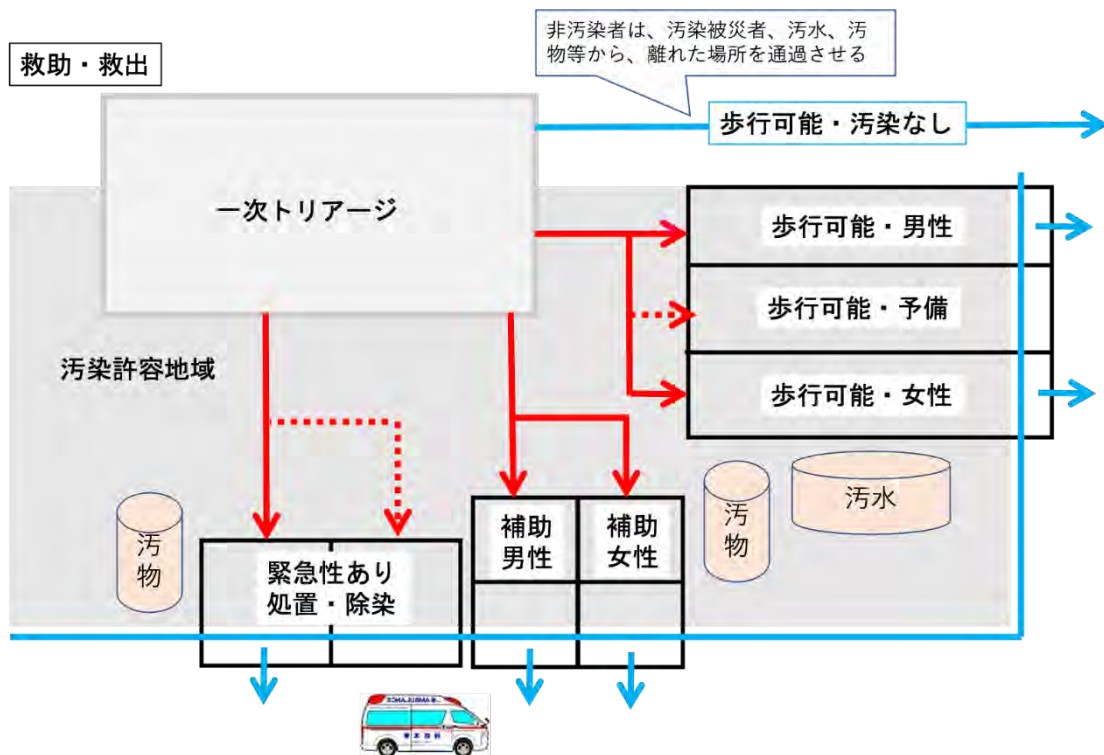 非汚染者は、汚染被災者、汚水、汚
物等から、離れた場所を通過させる
救助・救出
歩行可能・汚染なし
一次トリアージ
歩行可能・男性
歩行可能・予備
汚染許容地域
歩行可能・女性
汚水
汚
物
補助
男性
補助
女性
汚
物
緊急性あり
処置・除染